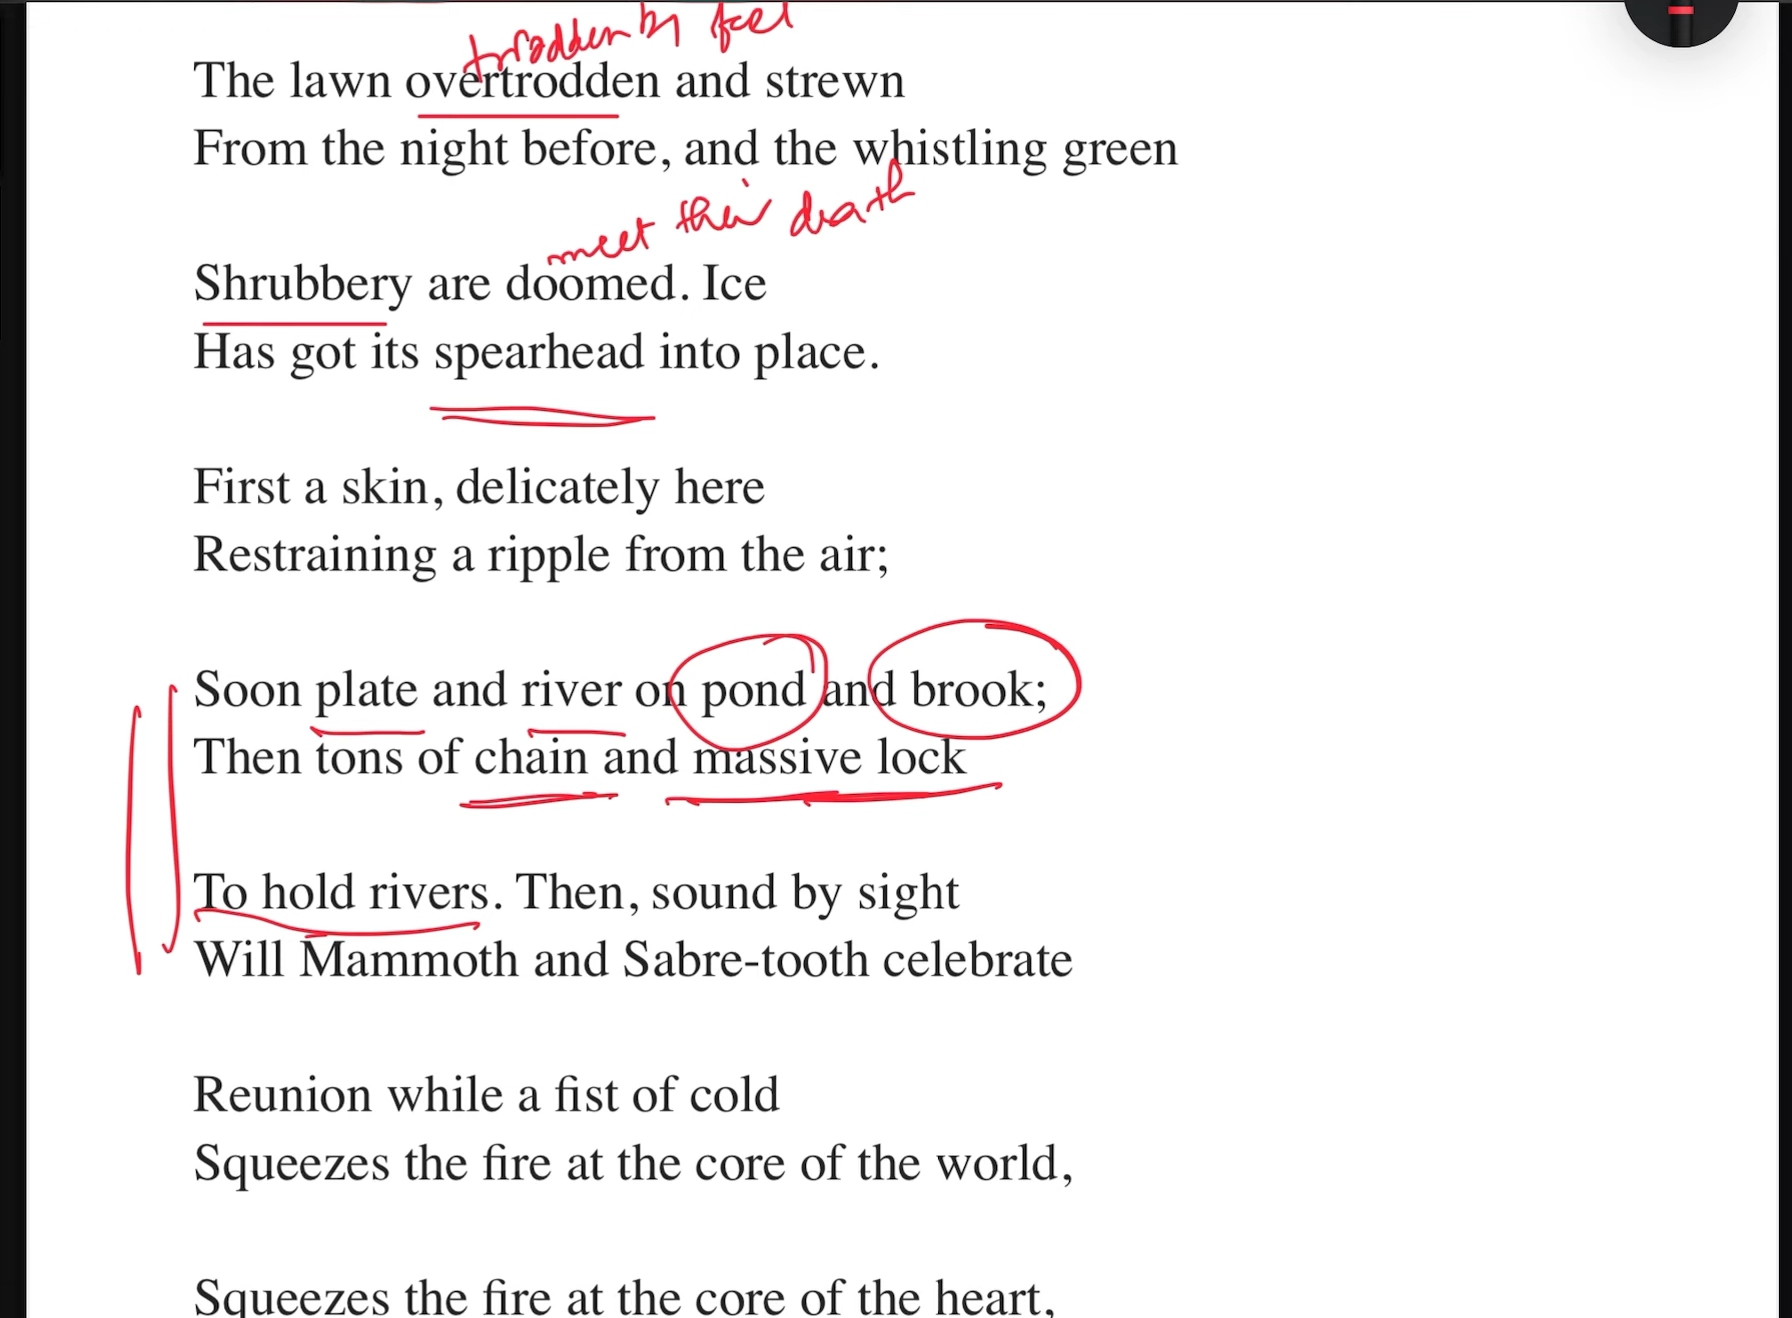 trodden by feet
The lawn overtrodden and strewn
From the night before, and the whistling green
meet their death
Shrubbery are doomed. Ice
Has got its spearhead into place.
First a skin, delicately here
Restraining a ripple from the air;
Soon plate and river on pond and brook;
Then tons of chain and massive lock
To hold rivers. Then, sound by sight
Will Mammoth and Sabre-tooth celebrate
Reunion while a fist of cold
Squeezes the fire at the core of the world,
Squeezes the fire at the core of the heart,